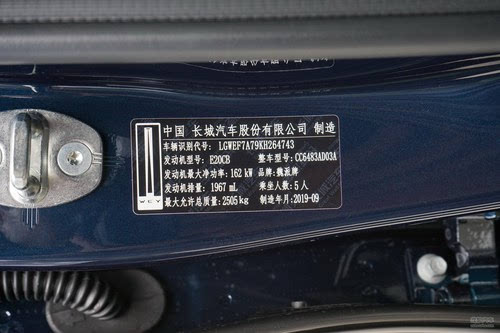 中国 长城汽车股份有限公司 制造
车辆识别代号: LGWEF7A79KH264743
发动机型号: E20CB 整车型号: CC6483AD03A
发动机最大净功率: 162 kW 品牌: 魏派牌
发动机排量: 1967 mL 乘坐人数: 5 人
最大允许总质量: 2505 kg 制造年月: 2019-09
WEY